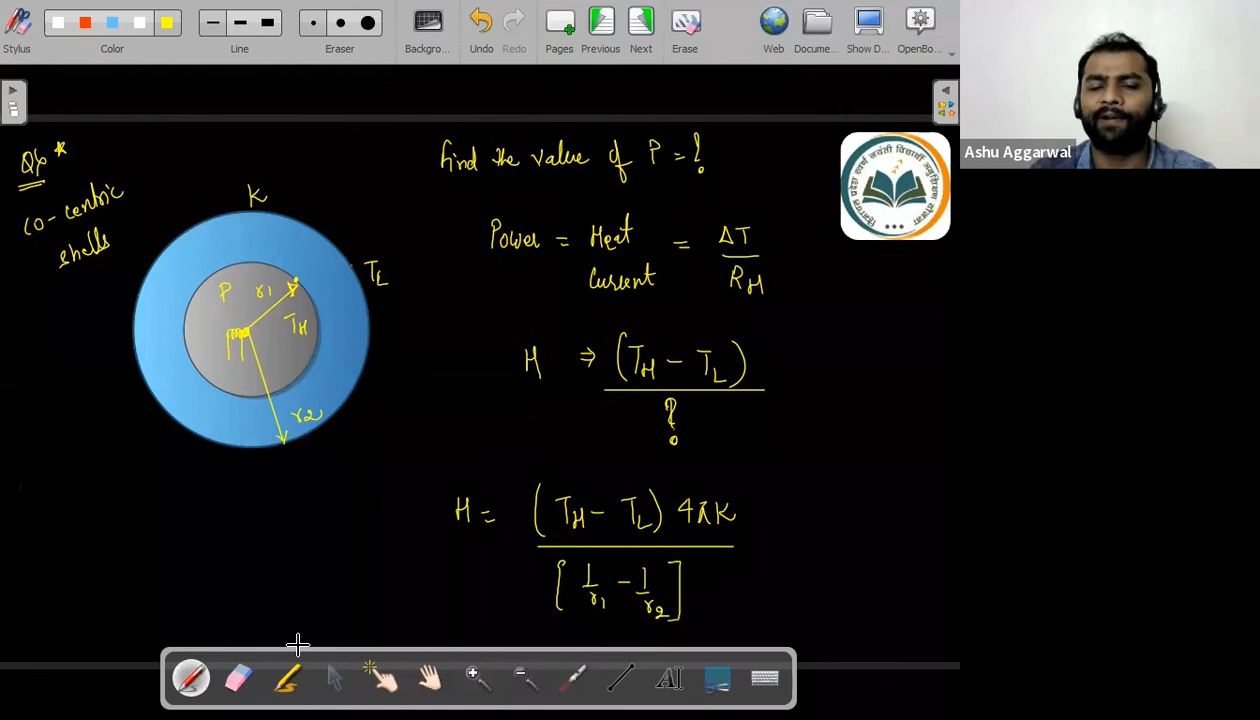 Stylus
Color
Line
Eraser
Backgro...
Undo
Redo
Pages
Previous
Next
Erase
Web
Docume...
Show D...
OpenBo...
Ashu Aggarwal
Qx *
co-centric
shells
K
P
r1
TH
TL
r2
find the value of P = ?
Power = Heat Current = ΔT / RH
H ⇒ (TH - TL) / ?
H = (TH - TL) 4πK / [1/r1 - 1/r2]
AI